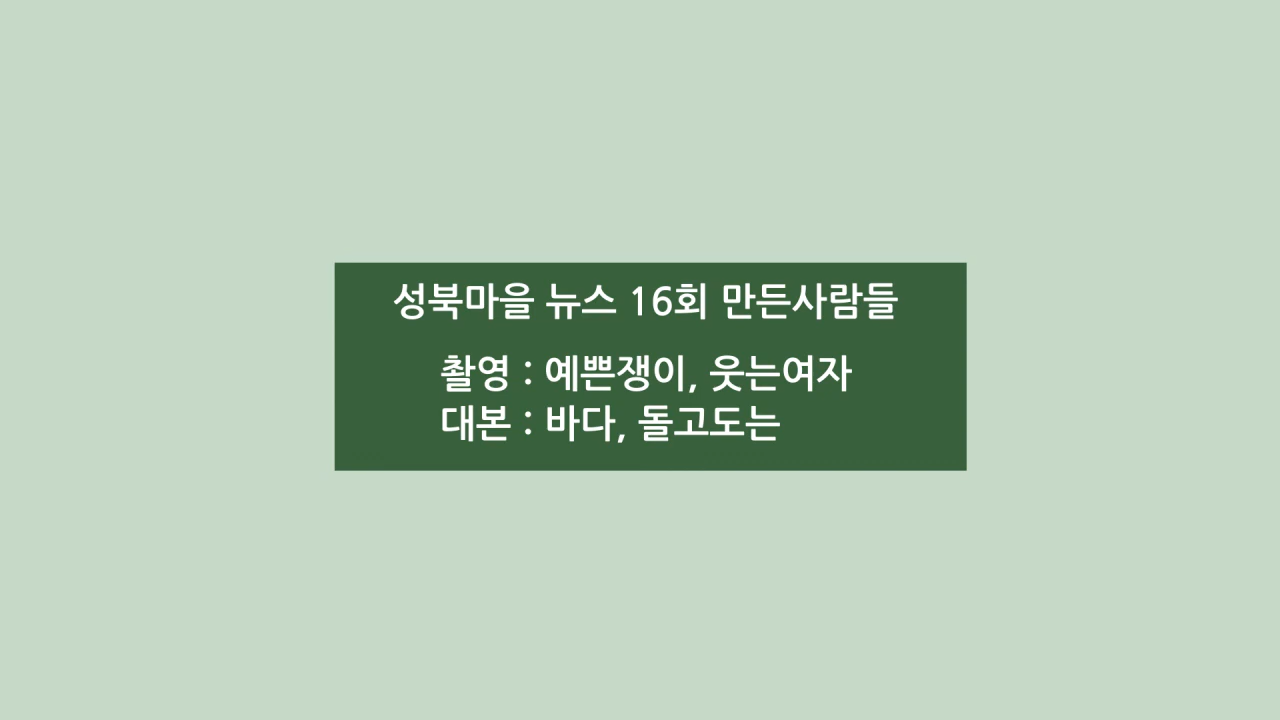 성북마을 뉴스 16회 만든사람들
촬영 : 예쁜쟁이, 웃는여자
대본 : 바다, 돌고도는